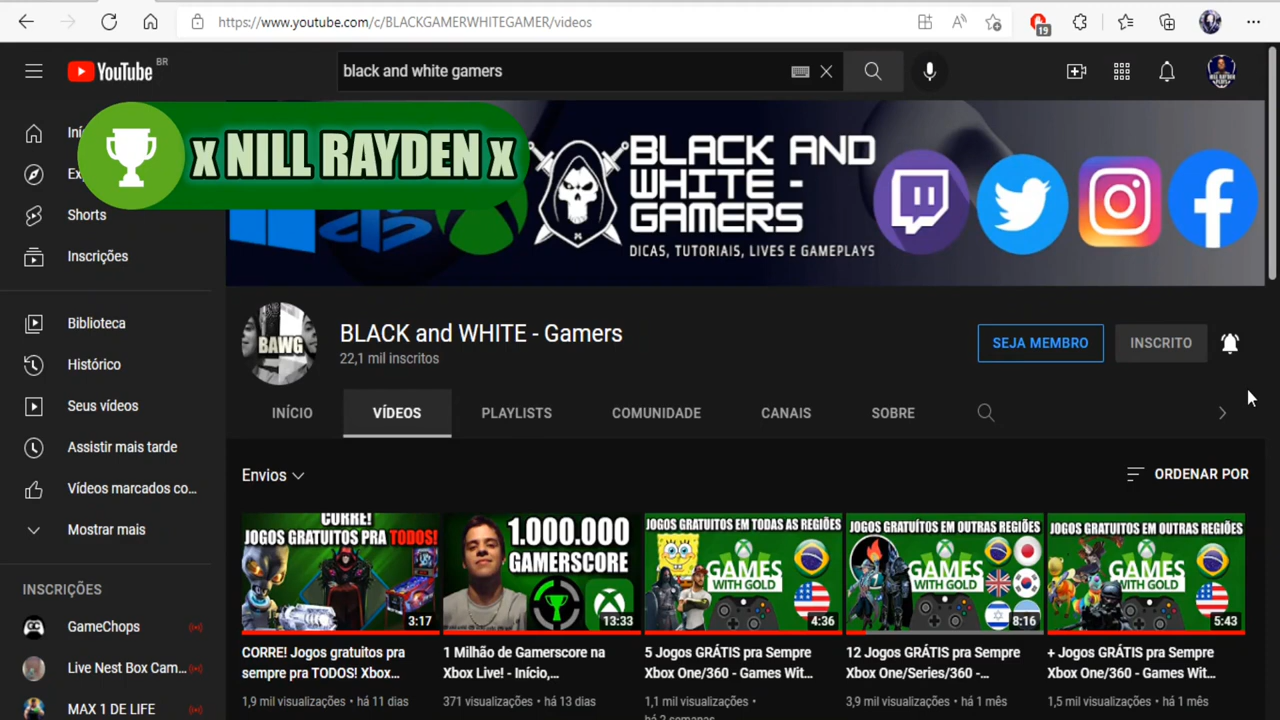 https://www.youtube.com/c/BLACKGAMERWHITEGAMER/videos
19
YouTube BR
black and white gamers
x NILL RAYDEN x
BLACK AND
WHITE -
GAMERS
DICAS, TUTORIAIS, LIVES E GAMEPLAYS
Shorts
Inscrições
Biblioteca
Histórico
Seus vídeos
Assistir mais tarde
Vídeos marcados co...
Mostrar mais
INSCRIÇÕES
GameChops
Live Nest Box Cam...
MAX 1 DE LIFE
BAWG
BLACK and WHITE - Gamers
22,1 mil inscritos
SEJA MEMBRO
INSCRITO
INÍCIO
VÍDEOS
PLAYLISTS
COMUNIDADE
CANAIS
SOBRE
Envios
ORDENAR POR
CORRE!
JOGOS GRATUITOS PRA TODOS!
3:17
CORRE! Jogos gratuitos pra
sempre pra TODOS! Xbox...
1,9 mil visualizações • há 11 dias
1.000.000
GAMERSCORE
13:33
1 Milhão de Gamerscore na
Xbox Live! - Início,...
371 visualizações • há 13 dias
JOGOS GRATUITOS EM TODAS AS REGIÕES
GAMES
WITH GOLD
4:36
5 Jogos GRÁTIS pra Sempre
Xbox One/360 - Games Wit...
1,1 mil visualizações •
há 2 semanas
JOGOS GRATUÍTOS EM OUTRAS REGIÕES
GAMES
WITH GOLD
8:16
12 Jogos GRÁTIS pra Sempre
Xbox One/Series/360 -...
3,9 mil visualizações • há 1 mês
JOGOS GRATUITOS EM OUTRAS REGIÕES
GAMES
WITH GOLD
5:43
+ Jogos GRÁTIS pra Sempre
Xbox One/360 - Games Wit...
1,5 mil visualizações • há 1 mês